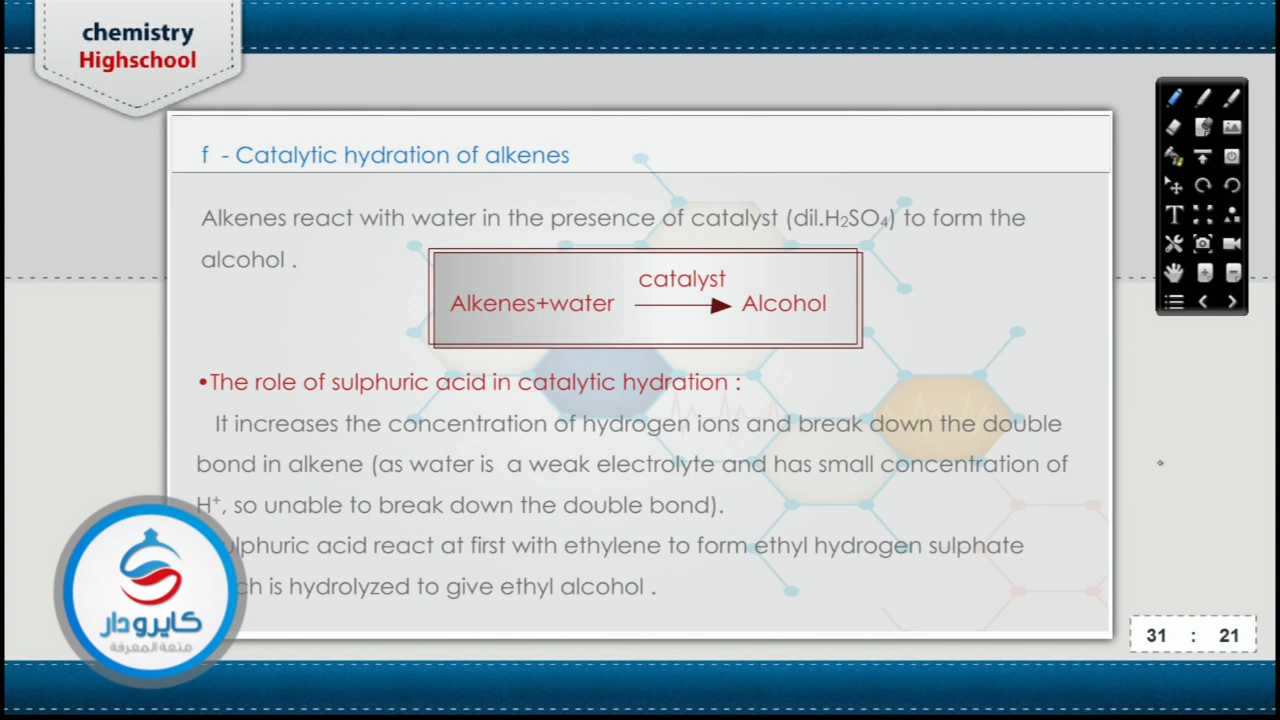 chemistry
Highschool
f - Catalytic hydration of alkenes
Alkenes react with water in the presence of catalyst (dil.H₂SO₄) to form the
alcohol .
catalyst
Alkenes+water Alcohol
•The role of sulphuric acid in catalytic hydration :
It increases the concentration of hydrogen ions and break down the double
bond in alkene (as water is a weak electrolyte and has small concentration of
H⁺, so unable to break down the double bond).
react at first with ethylene to form ethyl hydrogen sulphate
acid
is hydrolyzed to give ethyl alcohol .
كايرودار
متعة المعرفة
31 : 21